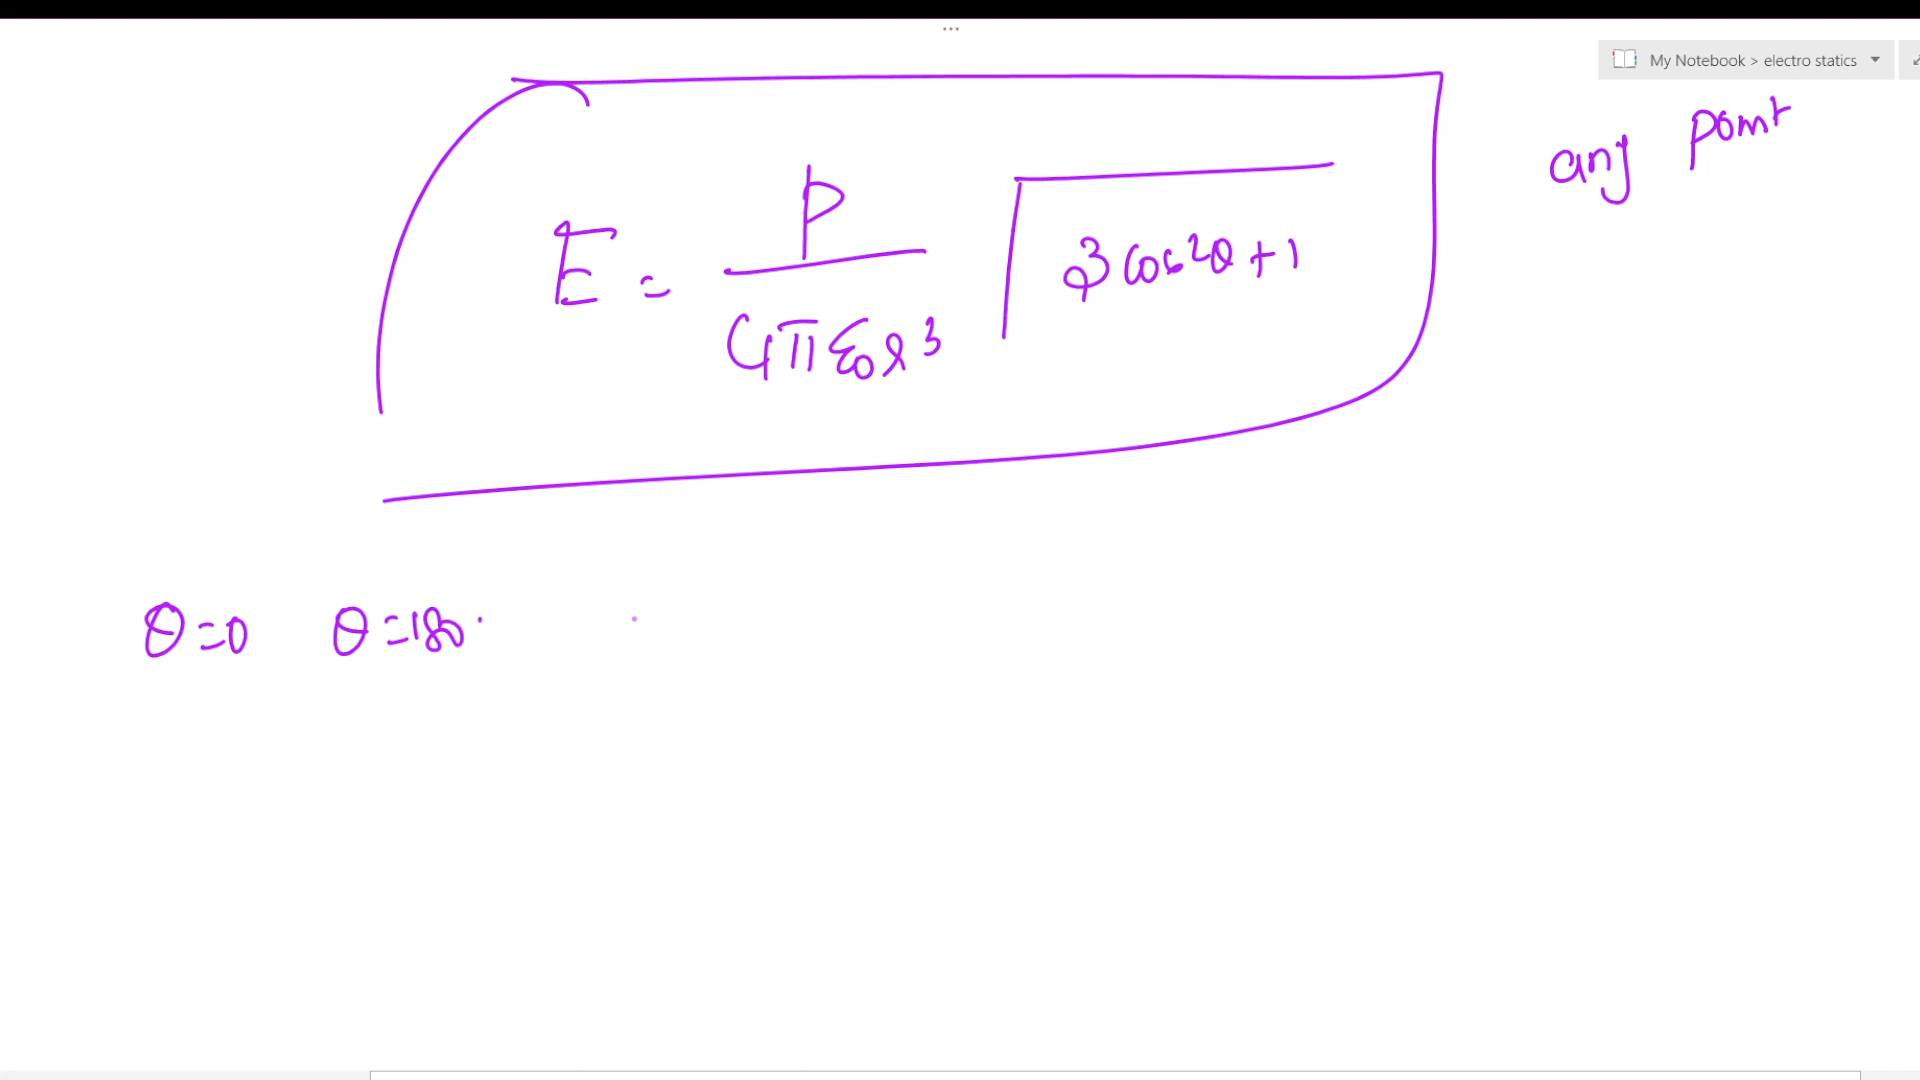 My Notebook > electro statics
any point
E = P / 4πε₀r³ √ 3cos²θ+1
θ=0 θ=180.